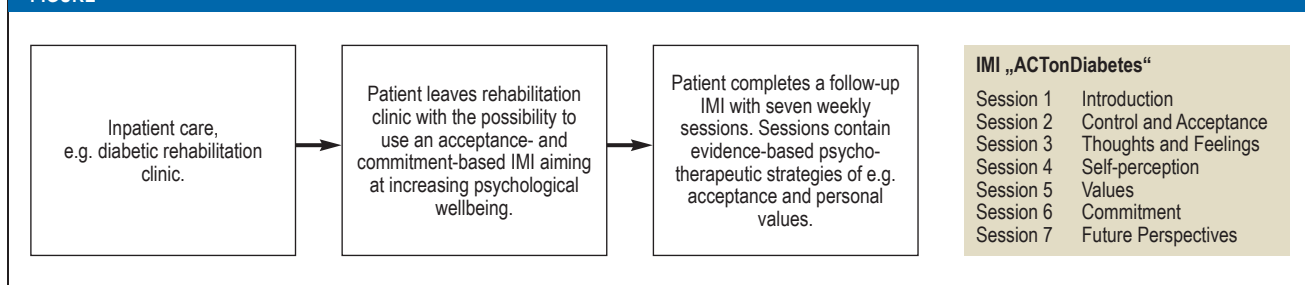 FIGURE
Inpatient care,
e.g. diabetic rehabilitation
clinic.
Patient leaves rehabilitation
clinic with the possibility to
use an acceptance- and
commitment-based IMI aiming
at increasing psychological
wellbeing.
Patient completes a follow-up
IMI with seven weekly
sessions. Sessions contain
evidence-based psycho-
therapeutic strategies of e.g.
acceptance and personal
values.
IMI „ACTonDiabetes“
Session 1 Introduction
Session 2 Control and Acceptance
Session 3 Thoughts and Feelings
Session 4 Self-perception
Session 5 Values
Session 6 Commitment
Session 7 Future Perspectives